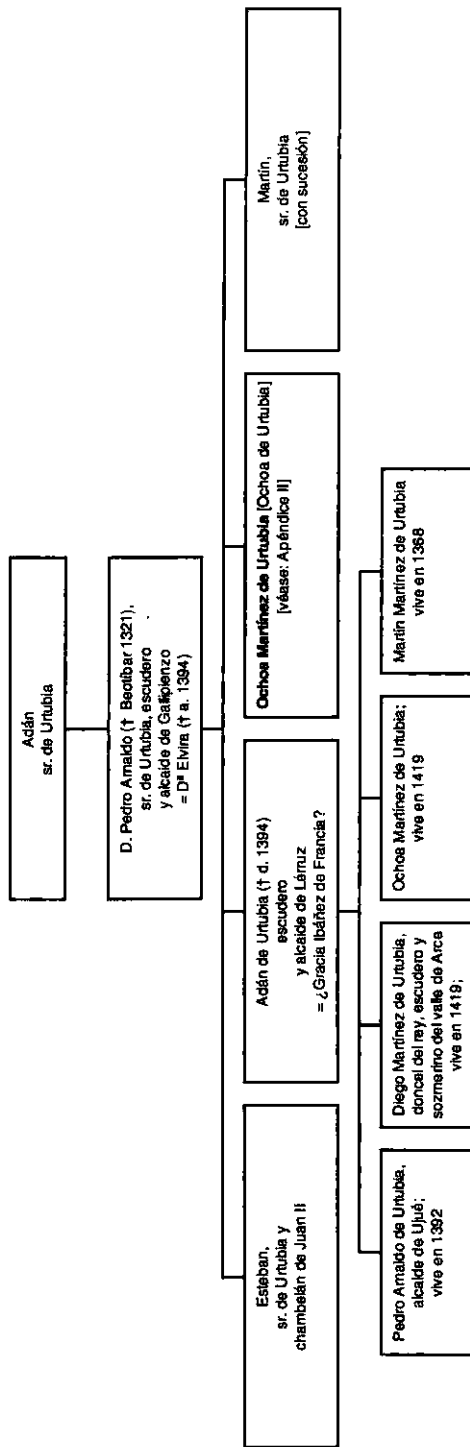 Adán
sr. de Urtubia
D. Pedro Arnaldo († Beotíbar 1321),
sr. de Urtubia, escudero
y alcaide de Gallipienzo
= Dª Elvira († a. 1394)
Esteban,
sr. de Urtubia y
chambelán de Juan II
Adán de Urtubia († d. 1394)
escudero
y alcaide de Lérruz
= ¿Gracia Ibáñez de Francia?
Ochoa Martínez de Urtubia [Ochoa de Urtubia]
[véase: Apéndice II]
Martín,
sr. de Urtubia
[con sucesión]
Pedro Arnaldo de Urtubia,
alcalde de Ujué;
vive en 1392
Diego Martínez de Urtubia,
doncel del rey, escudero y
sozmerino del valle de Arce
vive en 1419;
Ochoa Martínez de Urtubia;
vive en 1419
Martín Martínez de Urtubia
vive en 1368